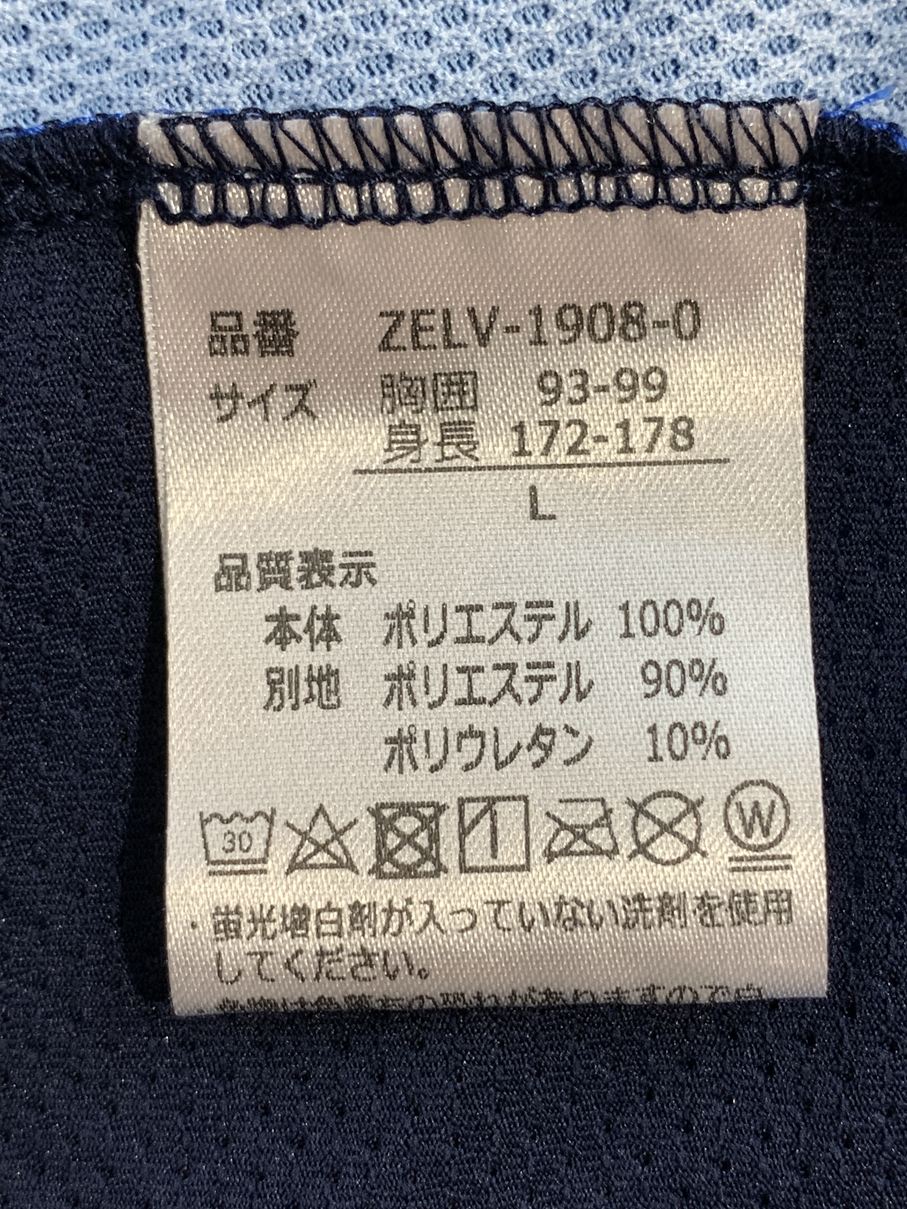 品番 ZELV-1908-0
サイズ 胸囲 93-99
身長 172-178
L
品質表示
本体 ポリエステル 100%
別地 ポリエステル 90%
ポリウレタン 10%
30 W
・蛍光増白剤が入っていない洗剤を使用
してください。